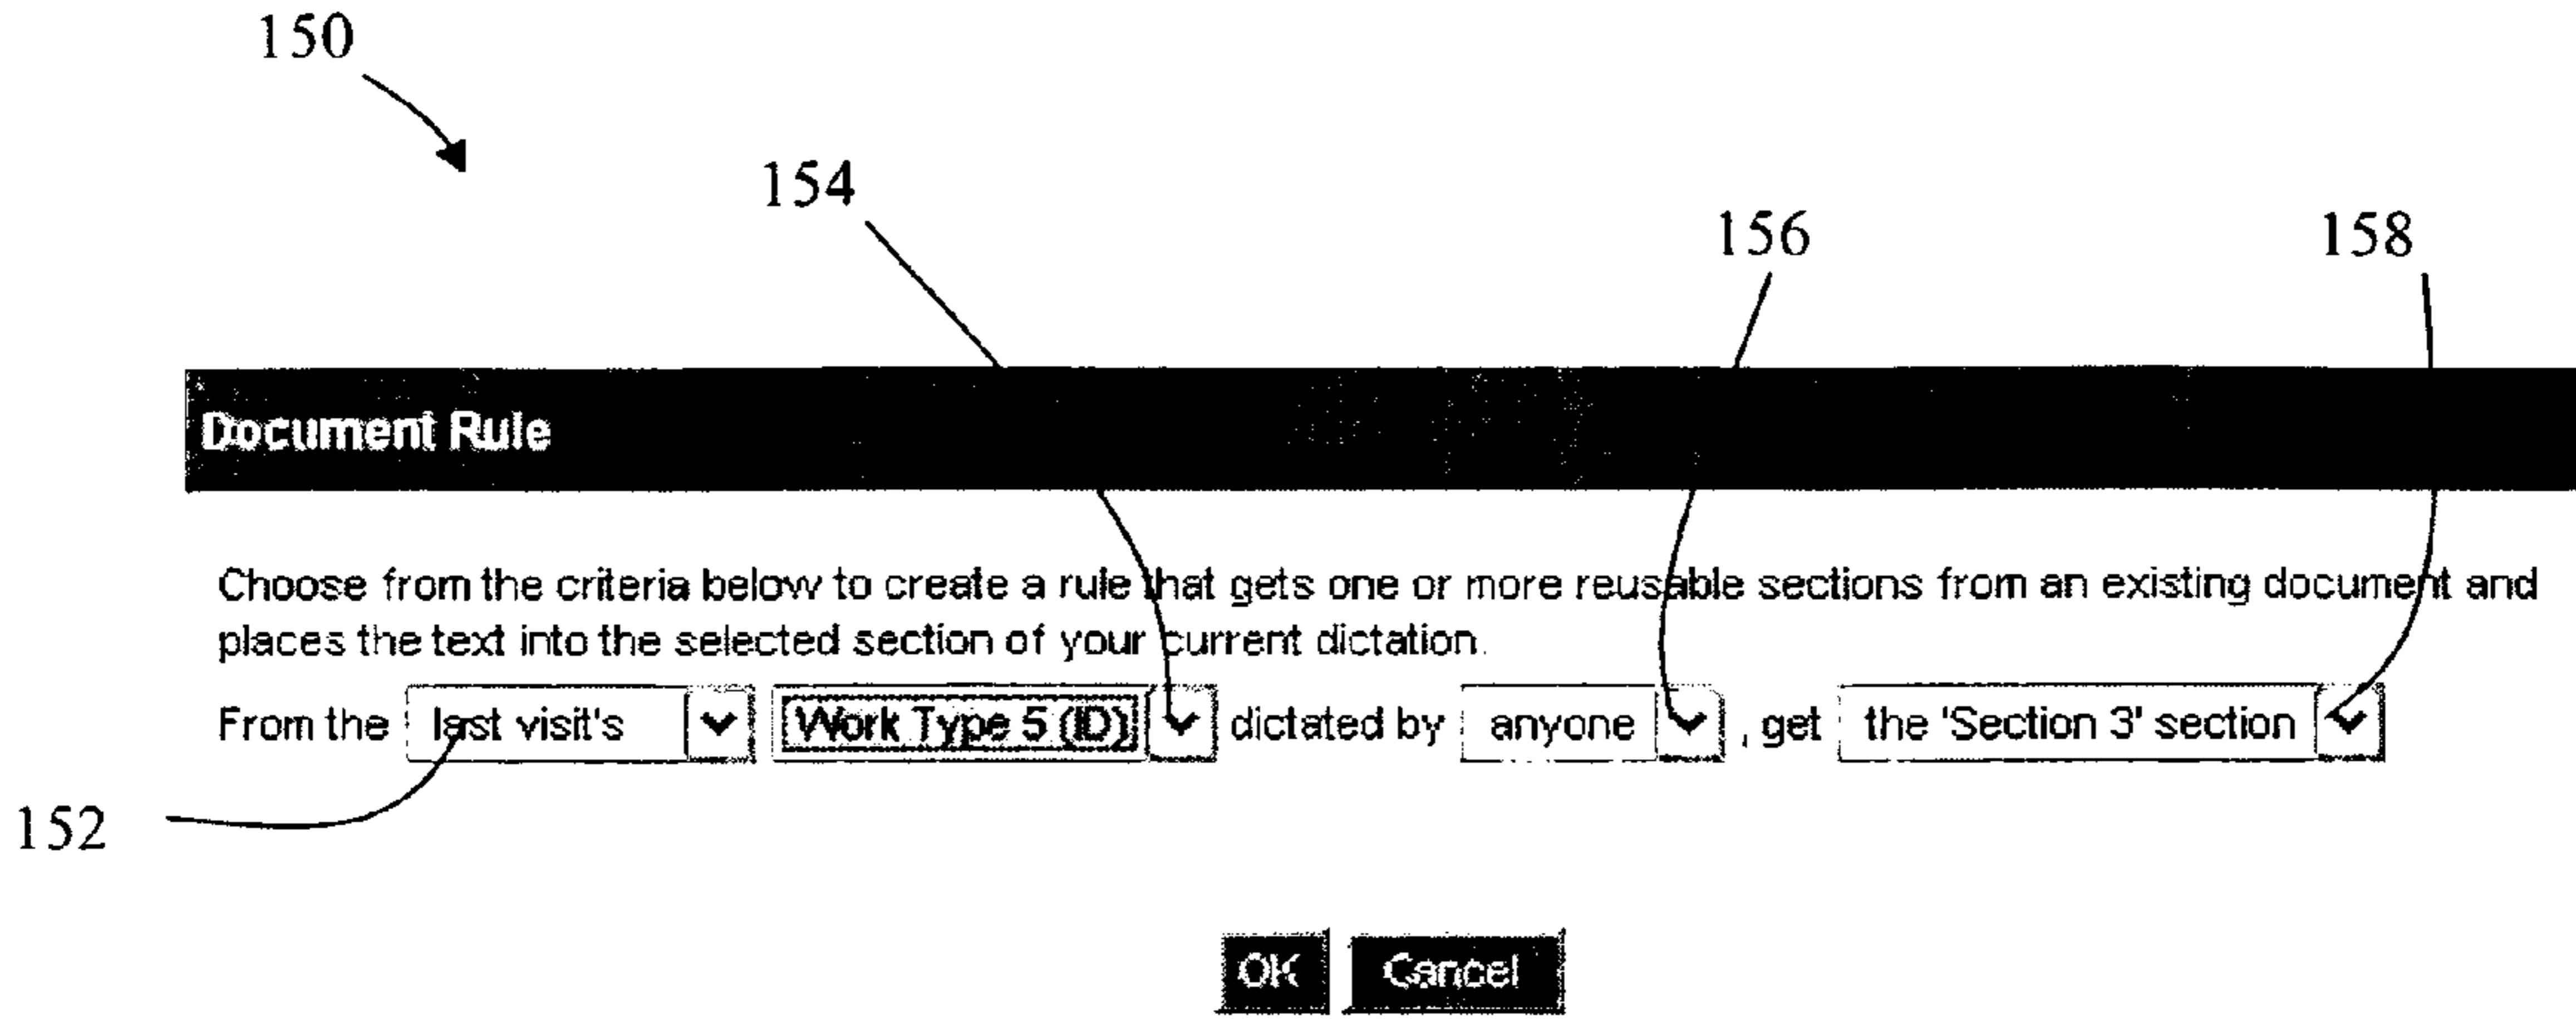 150
154
156
158
Document Rule
Choose from the criteria below to create a rule that gets one or more reusable sections from an existing document and
places the text into the selected section of your current dictation.
From the last visit's Work Type 5 (ID) dictated by anyone , get the 'Section 3' section
152
OK Cancel